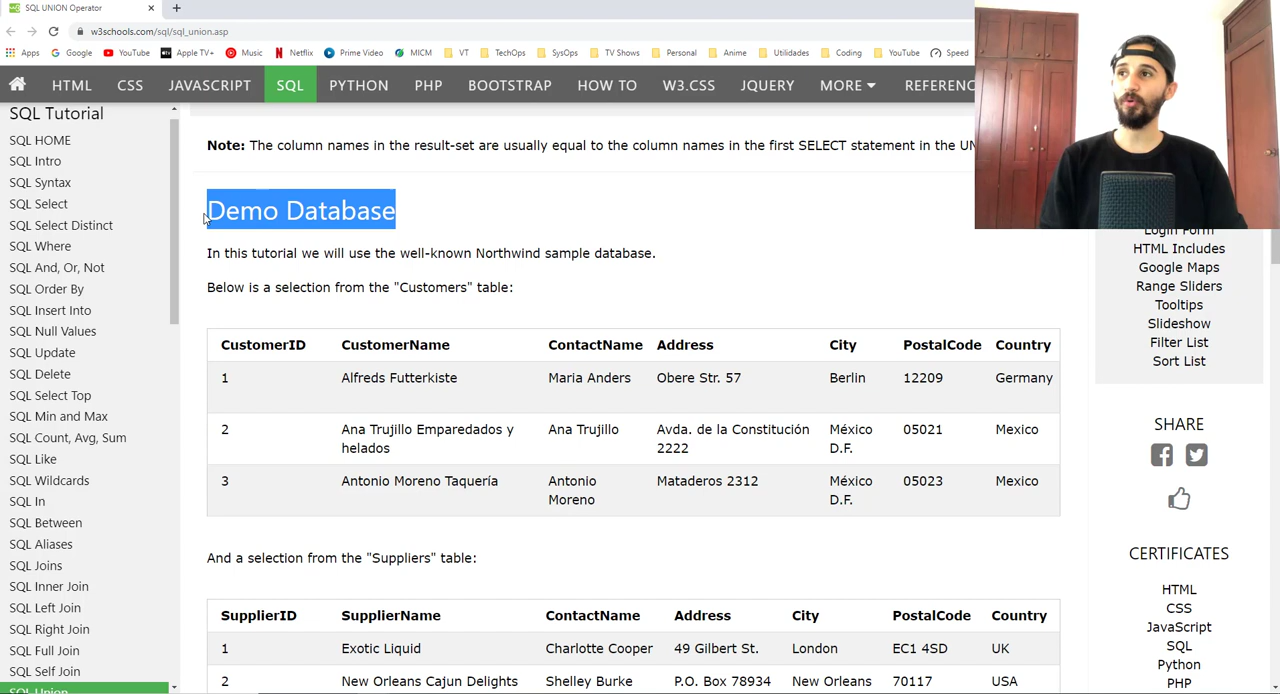 SQL UNION Operator
w3schools.com/sql/sql_union.asp
Apps Google YouTube Apple TV+ Music Netflix Prime Video MICM VT TechOps SysOps TV Shows Personal Anime Utilidades Coding YouTube Speed
HTML CSS JAVASCRIPT SQL PYTHON PHP BOOTSTRAP HOW TO W3.CSS JQUERY MORE REFERENC
SQL Tutorial
SQL HOME
SQL Intro
SQL Syntax
SQL Select
SQL Select Distinct
SQL Where
SQL And, Or, Not
SQL Order By
SQL Insert Into
SQL Null Values
SQL Update
SQL Delete
SQL Select Top
SQL Min and Max
SQL Count, Avg, Sum
SQL Like
SQL Wildcards
SQL In
SQL Between
SQL Aliases
SQL Joins
SQL Inner Join
SQL Left Join
SQL Right Join
SQL Full Join
SQL Self Join
SQL Union
Note: The column names in the result-set are usually equal to the column names in the first SELECT statement in the UN
Demo Database
In this tutorial we will use the well-known Northwind sample database.
Below is a selection from the "Customers" table:
CustomerID CustomerName ContactName Address City PostalCode Country
1 Alfreds Futterkiste Maria Anders Obere Str. 57 Berlin 12209 Germany
2 Ana Trujillo Emparedados y Ana Trujillo Avda. de la Constitución México 05021 Mexico
helados 2222 D.F.
3 Antonio Moreno Taquería Antonio Mataderos 2312 México 05023 Mexico
Moreno D.F.
And a selection from the "Suppliers" table:
SupplierID SupplierName ContactName Address City PostalCode Country
1 Exotic Liquid Charlotte Cooper 49 Gilbert St. London EC1 4SD UK
2 New Orleans Cajun Delights Shelley Burke P.O. Box 78934 New Orleans 70117 USA
Login Form
HTML Includes
Google Maps
Range Sliders
Tooltips
Slideshow
Filter List
Sort List
SHARE
CERTIFICATES
HTML
CSS
JavaScript
SQL
Python
PHP